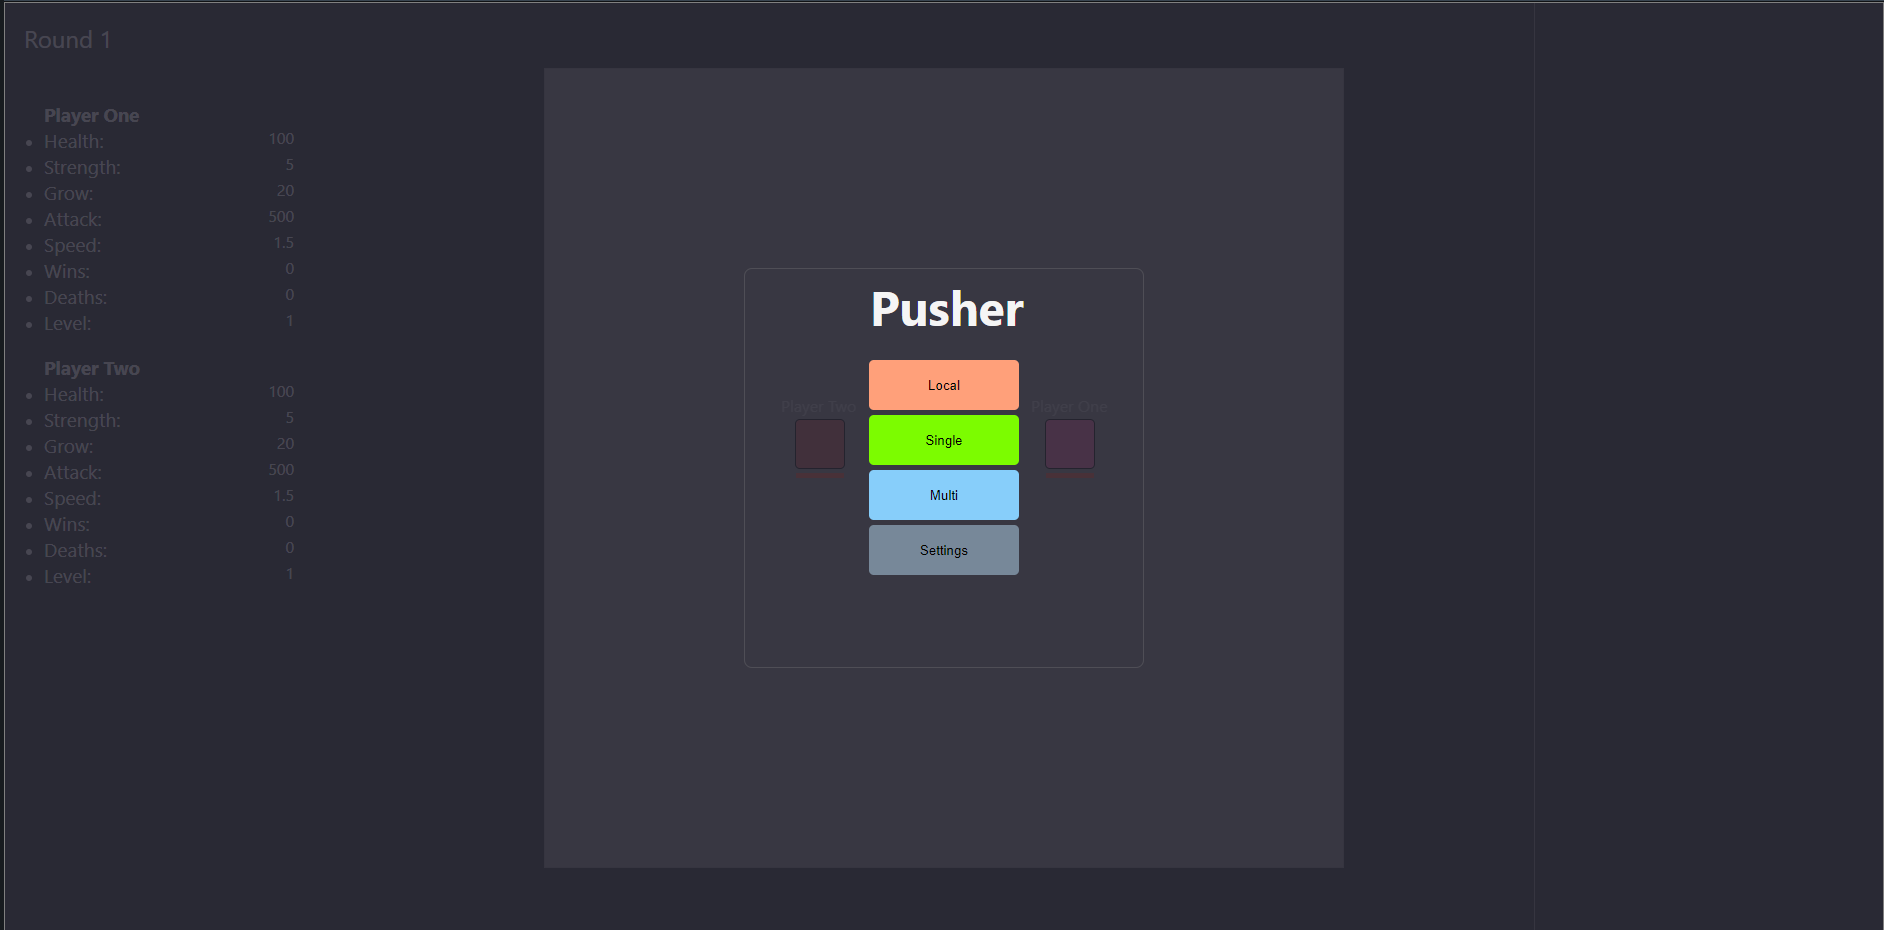 Round 1
Player One
Health: 100
Strength: 5
Grow: 20
Attack: 500
Speed: 1.5
Wins: 0
Deaths: 0
Level: 1
Player Two
Health: 100
Strength: 5
Grow: 20
Attack: 500
Speed: 1.5
Wins: 0
Deaths: 0
Level: 1
Pusher
Local
Player Two
Player One
Single
Multi
Settings